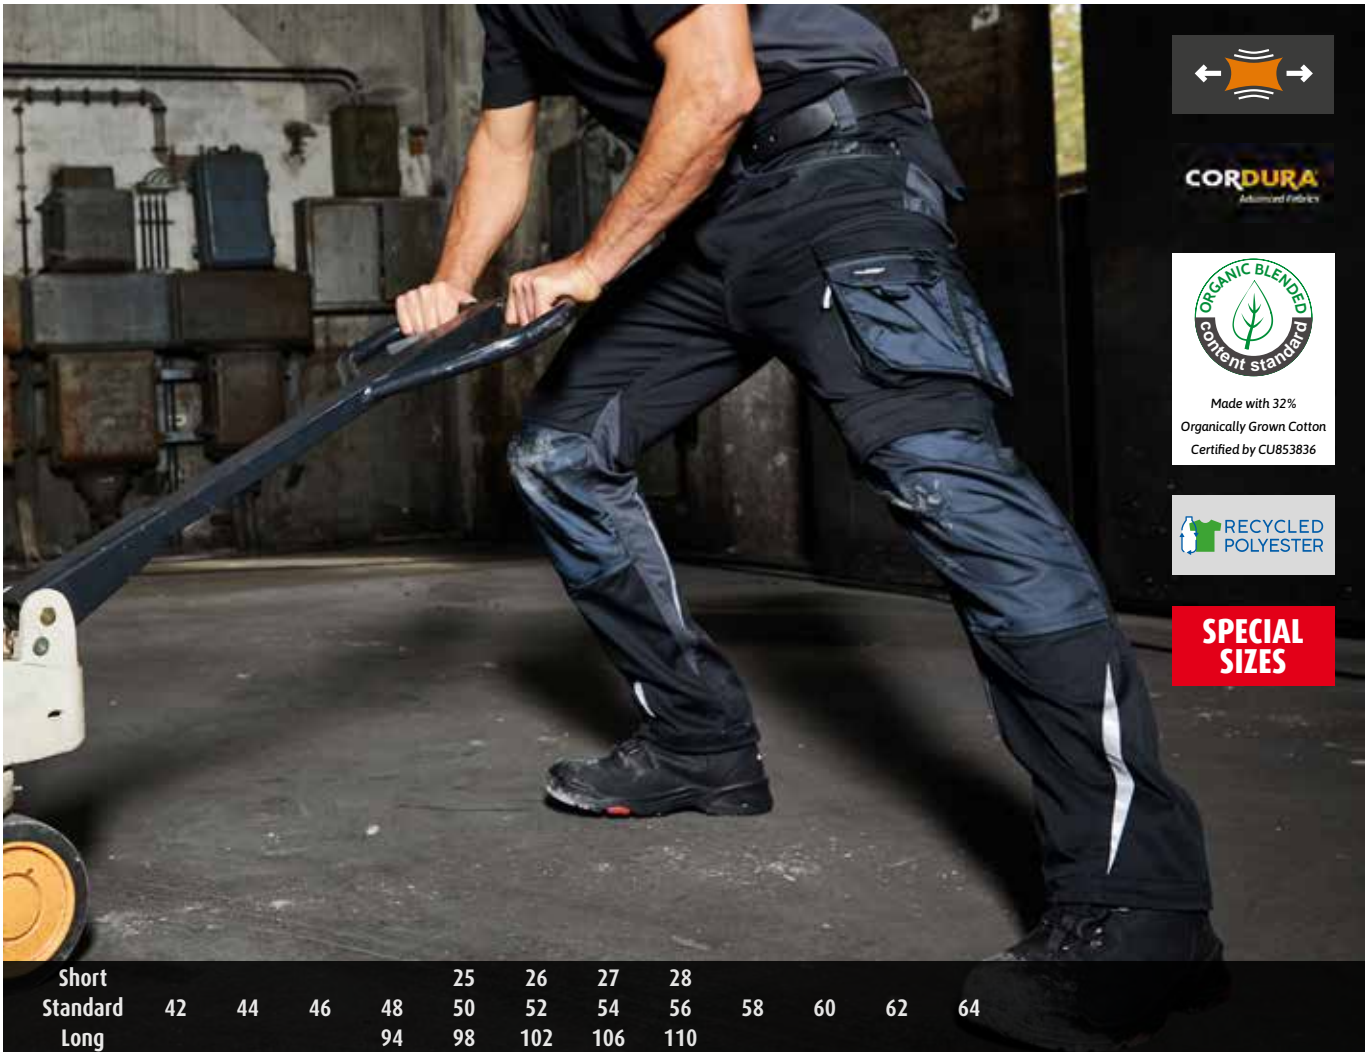 CORDURA
Advanced Fabrics
ORGANIC BLENDED
content standard
Made with 32%
Organically Grown Cotton
Certified by CU853836
RECYCLED
POLYESTER
SPECIAL
SIZES
Short 25 26 27 28
Standard 42 44 46 48 50 52 54 56 58 60 62 64
Long 94 98 102 106 110